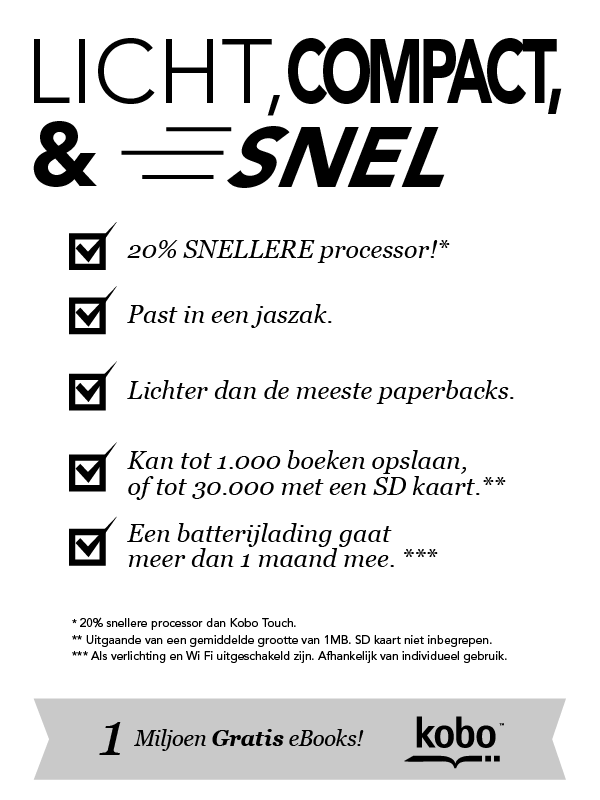 LICHT, COMPACT,
& SNEL
20% SNELLERE processor!*
Past in een jaszak.
Lichter dan de meeste paperbacks.
Kan tot 1.000 boeken opslaan,
of tot 30.000 met een SD kaart.**
Een batterijlading gaat
meer dan 1 maand mee. ***
* 20% snellere processor dan Kobo Touch.
** Uitgaande van een gemiddelde grootte van 1MB. SD kaart niet inbegrepen.
*** Als verlichting en Wi Fi uitgeschakeld zijn. Afhankelijk van individueel gebruik.
1 Miljoen Gratis eBooks! kobo™